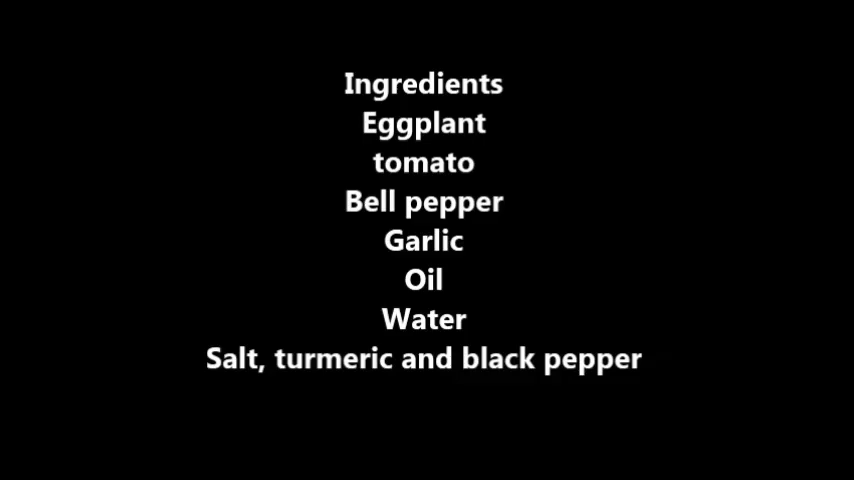 Ingredients
Eggplant
tomato
Bell pepper
Garlic
Oil
Water
Salt, turmeric and black pepper